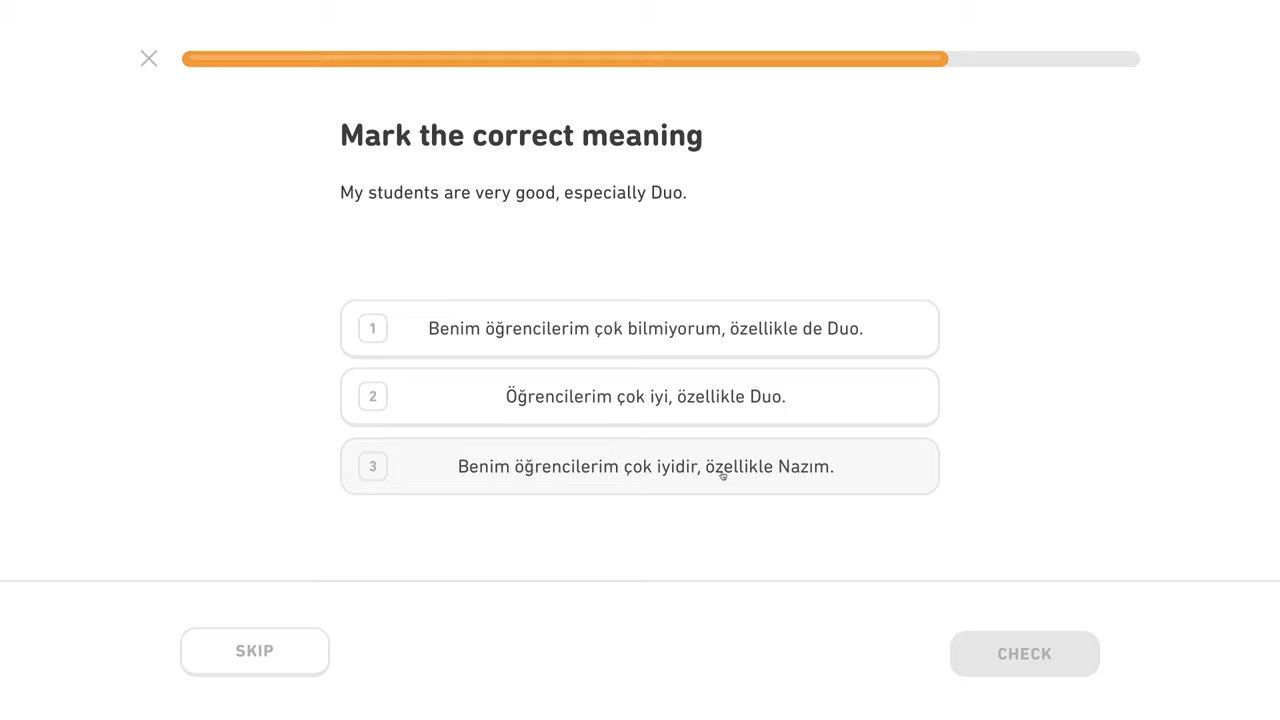 Mark the correct meaning
My students are very good, especially Duo.
1 Benim öğrencilerim çok bilmiyorum, özellikle de Duo.
2 Öğrencilerim çok iyi, özellikle Duo.
3 Benim öğrencilerim çok iyidir, özellikle Nazım.
SKIP
CHECK